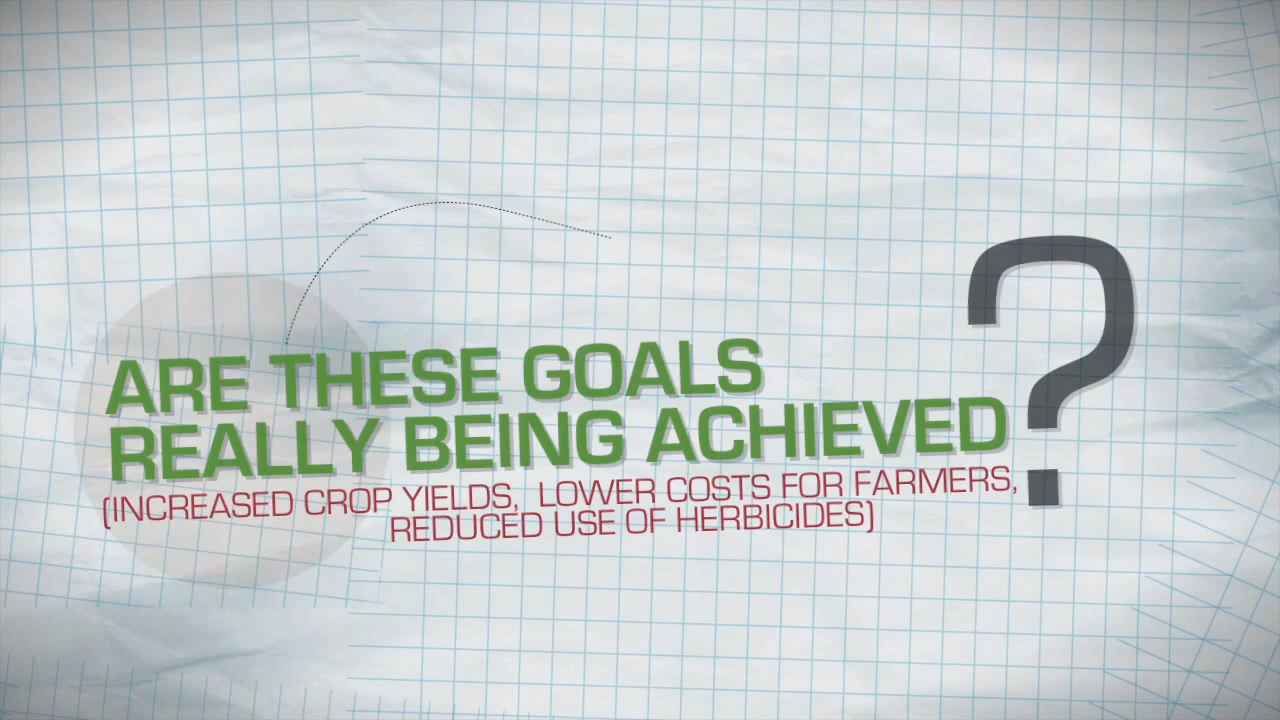 ARE THESE GOALS
REALLY BEING ACHIEVED?
(INCREASED CROP YIELDS, LOWER COSTS FOR FARMERS,
REDUCED USE OF HERBICIDES)